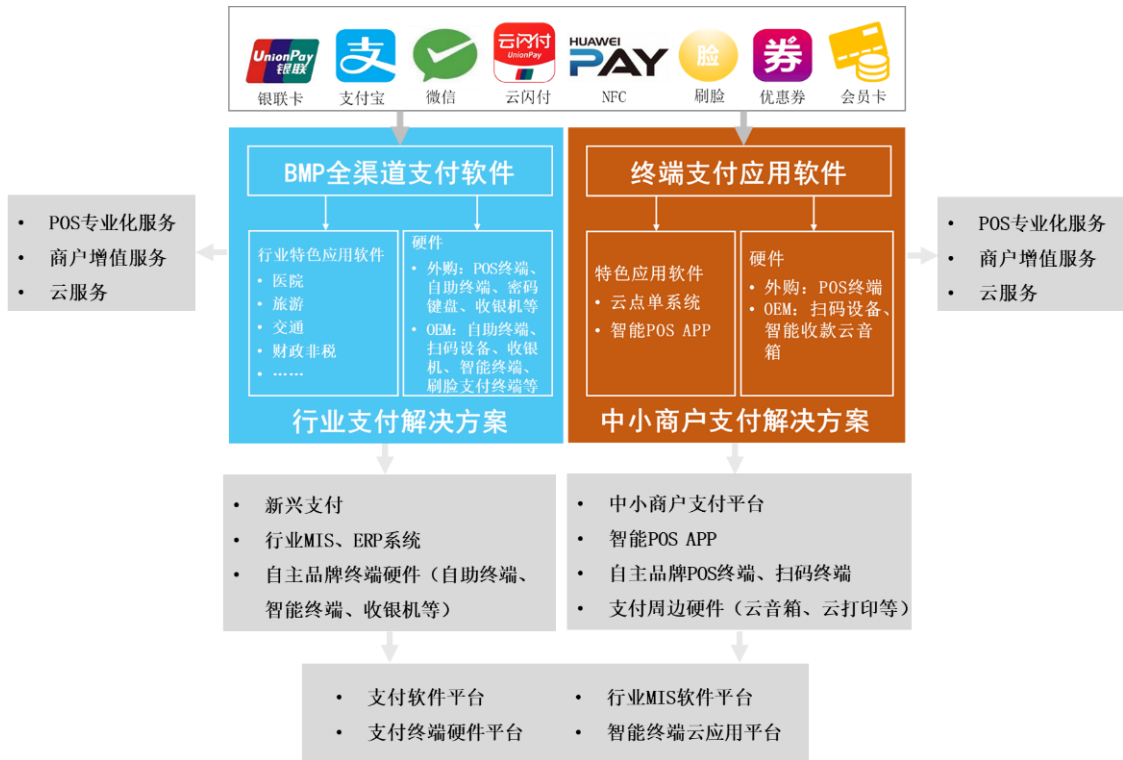 UnionPay
银联
支
云闪付
UnionPay
HUAWEI
PAY
脸
券
银联卡
支付宝
微信
云闪付
NFC
刷脸
优惠券
会员卡
BMP全渠道支付软件
行业特色应用软件
• 医院
• 旅游
• 交通
• 财政非税
• ……
硬件
• 外购：POS终端、
自助终端、密码
键盘、收银机等
• OEM：自助终端、
扫码设备、收银
机、智能终端、
刷脸支付终端等
行业支付解决方案
终端支付应用软件
特色应用软件
• 云点单系统
• 智能POS APP
硬件
• 外购：POS终端
• OEM：扫码设备、
智能收款云音
箱
中小商户支付解决方案
• POS专业化服务
• 商户增值服务
• 云服务
• POS专业化服务
• 商户增值服务
• 云服务
• 新兴支付
• 行业MIS、ERP系统
• 自主品牌终端硬件（自助终端、
智能终端、收银机等）
• 中小商户支付平台
• 智能POS APP
• 自主品牌POS终端、扫码终端
• 支付周边硬件（云音箱、云打印等）
• 支付软件平台
• 支付终端硬件平台
• 行业MIS软件平台
• 智能终端云应用平台